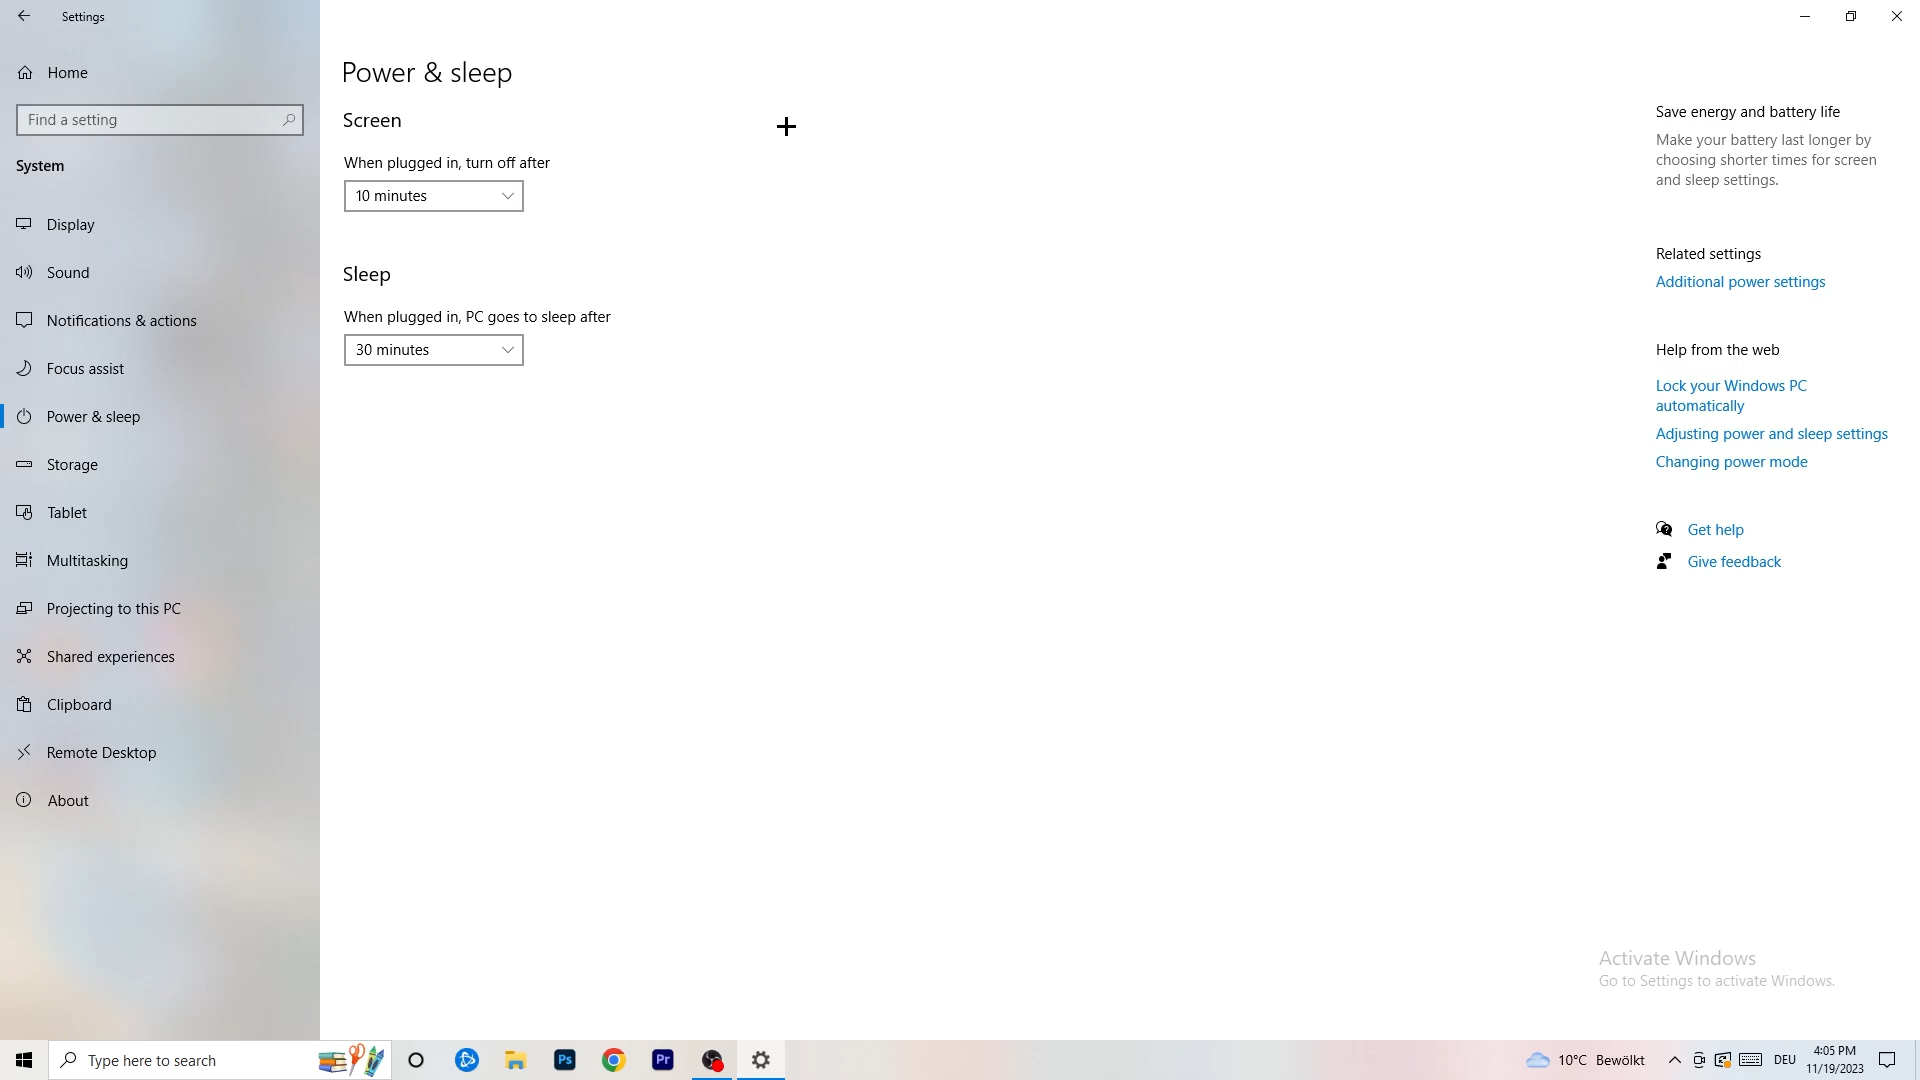 Settings
Home
Find a setting
System
Display
Sound
Notifications & actions
Focus assist
Power & sleep
Storage
Tablet
Multitasking
Projecting to this PC
Shared experiences
Clipboard
Remote Desktop
About
Power & sleep
Screen
When plugged in, turn off after
10 minutes
Sleep
When plugged in, PC goes to sleep after
30 minutes
Save energy and battery life
Make your battery last longer by
choosing shorter times for screen
and sleep settings.
Related settings
Additional power settings
Help from the web
Lock your Windows PC
automatically
Adjusting power and sleep settings
Changing power mode
Get help
Give feedback
Activate Windows
Go to Settings to activate Windows.
Type here to search
Ps
Pr
10°C Bewölkt
DEU
4:05 PM
11/19/2023